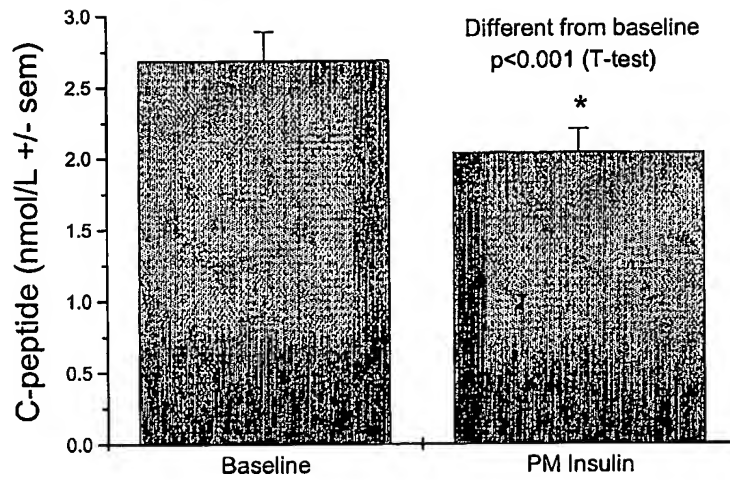 C-peptide (nmol/L +/- sem)
3.0
2.5
2.0
1.5
1.0
0.5
0.0
Different from baseline
p<0.001 (T-test)
*
Baseline
PM Insulin